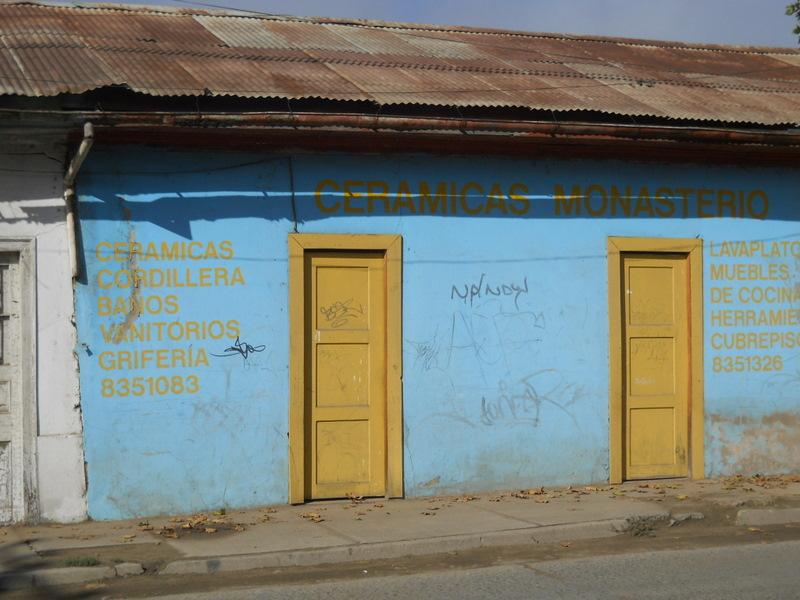 CERAMICAS MONASTERIO
CERAMICAS
CORDILLERA
BAÑOS
VANITORIOS
GRIFERÍA
8351083
LAVAPLATO
MUEBLES
DE COCINA
HERRAMIE
CUBREPISO
8351326